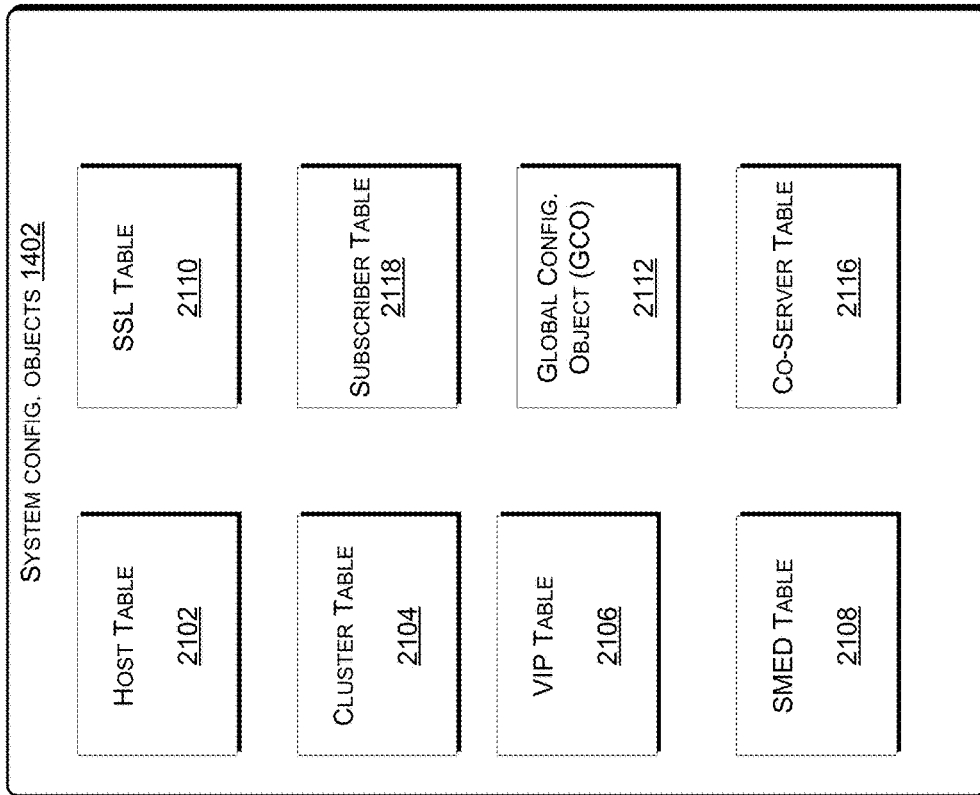 SYSTEM CONFIG. OBJECTS 1402
HOST TABLE
2102
SSL TABLE
2110
CLUSTER TABLE
2104
SUBSCRIBER TABLE
2118
VIP TABLE
2106
GLOBAL CONFIG.
OBJECT (GCO)
2112
SMED TABLE
2108
CO-SERVER TABLE
2116